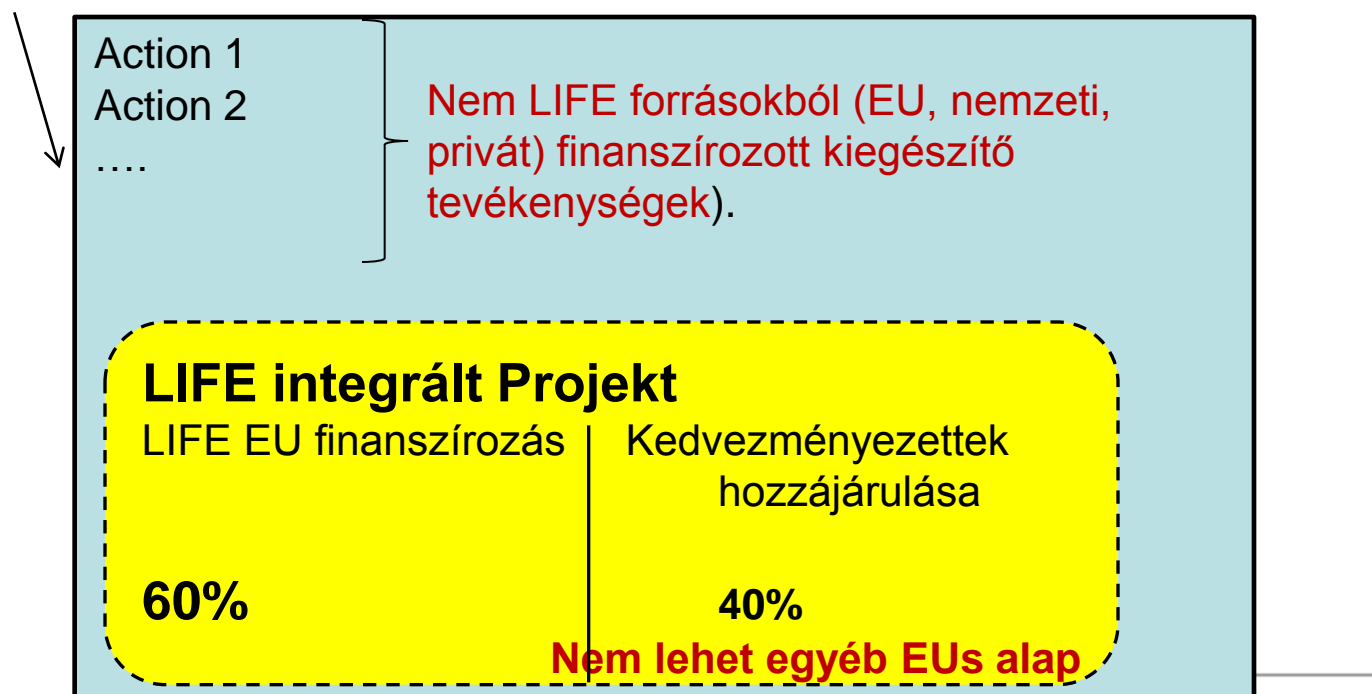 Action 1
Action 2
….
Nem LIFE forrásokból (EU, nemzeti,
privát) finanszírozott kiegészítő
tevékenységek).
LIFE integrált Projekt
LIFE EU finanszírozás
Kedvezményezettek
hozzájárulása
60%
40%
Nem lehet egyéb EUs alap